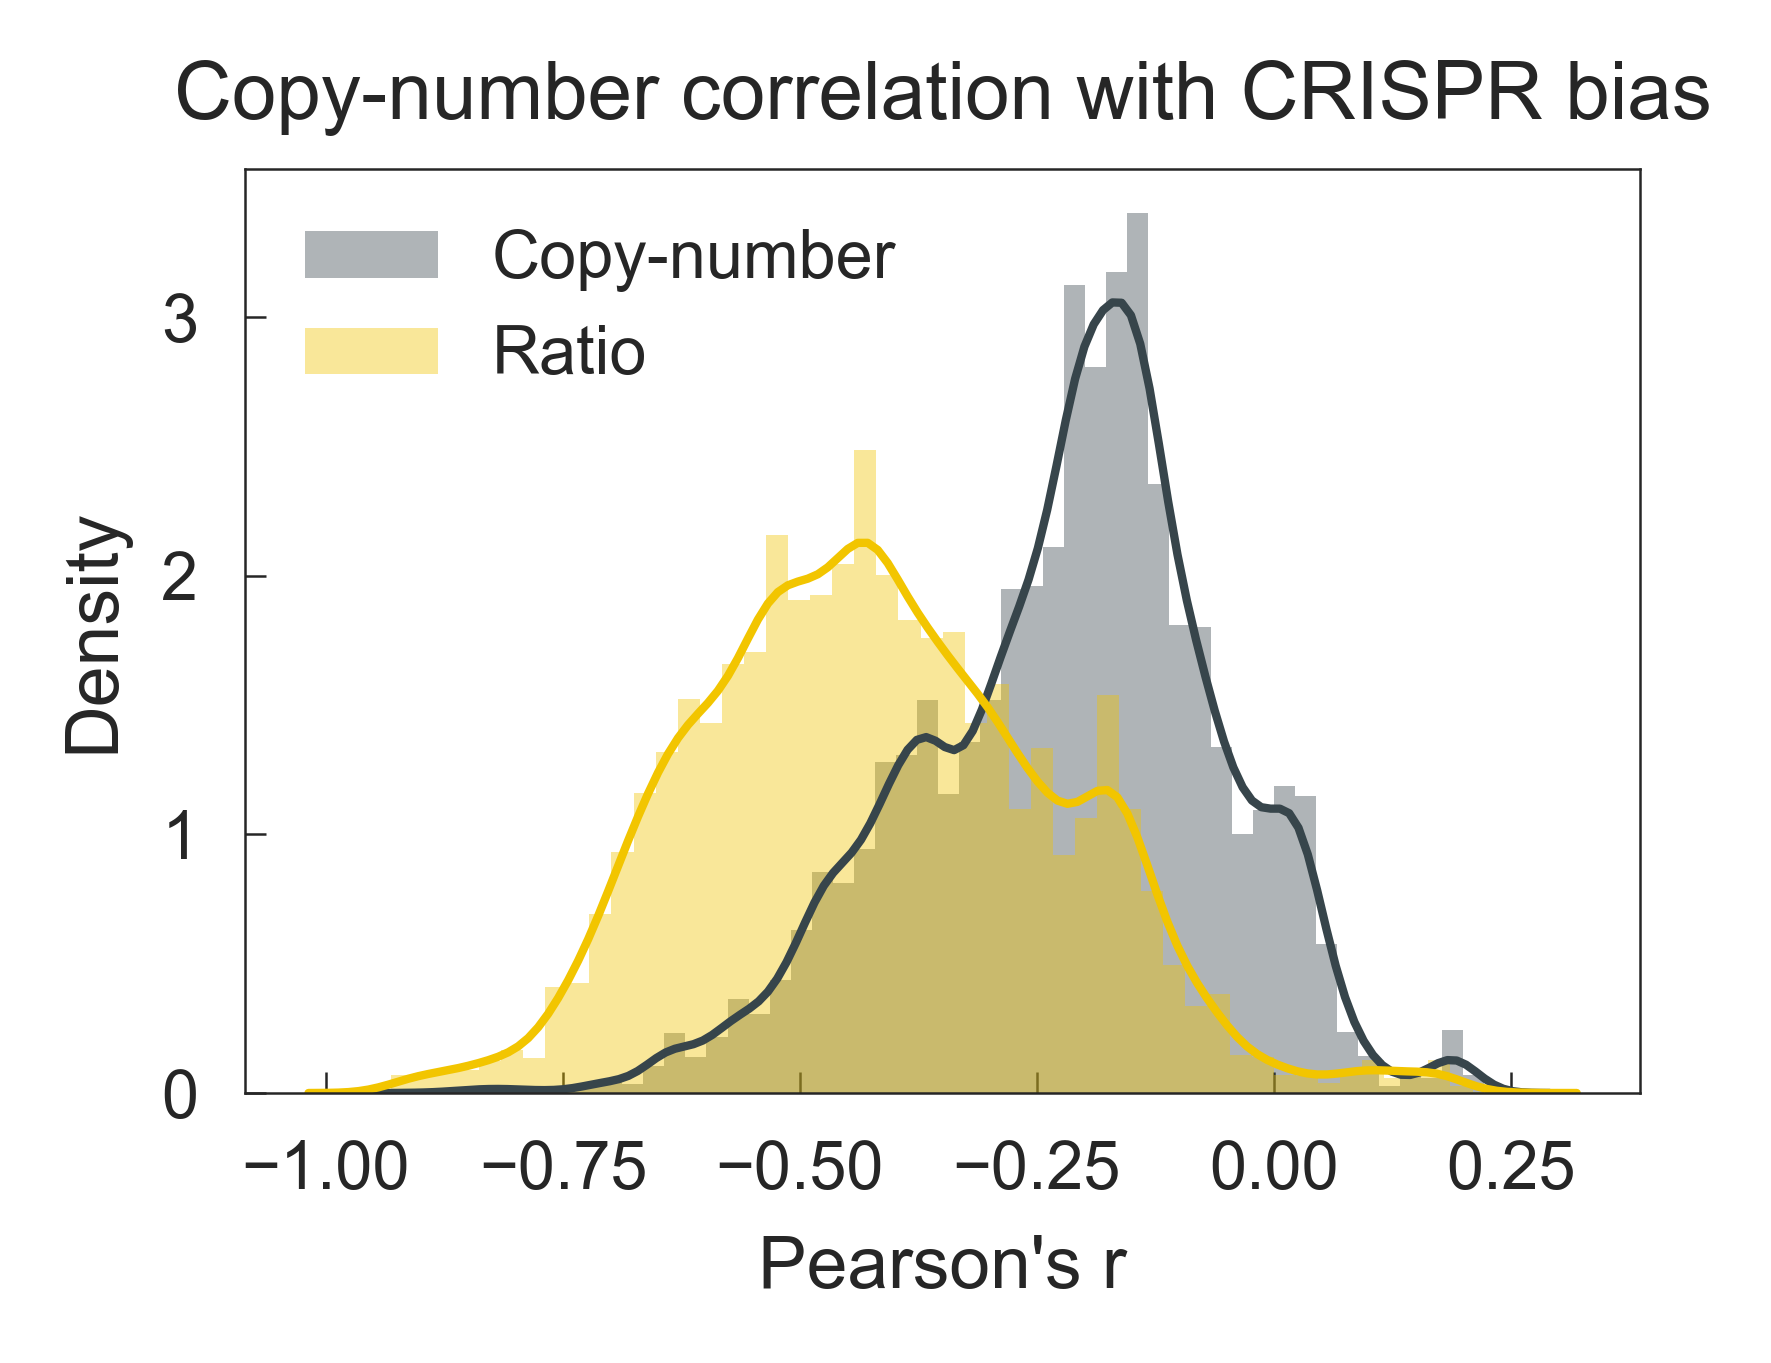 Copy-number correlation with CRISPR bias
Copy-number
Ratio
Density
3
2
1
0
−1.00 −0.75 −0.50 −0.25 0.00 0.25
Pearson's r